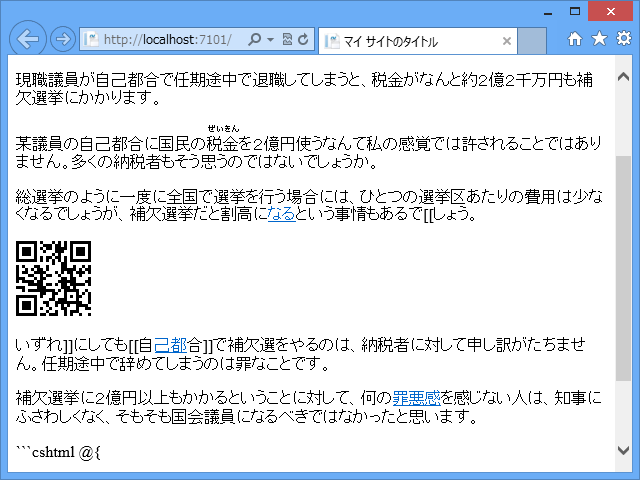 http://localhost:7101/
マイ サイトのタイトル
現職議員が自己都合で任期途中で退職してしまうと、税金がなんと約2億2千万円も補
欠選挙にかかります。
ぜいきん
某議員の自己都合に国民の税金を2億円使うなんて私の感覚では許されることではあり
ません。多くの納税者もそう思うのではないでしょうか。
総選挙のように一度に全国で選挙を行う場合には、ひとつの選挙区あたりの費用は少な
くなるでしょうが、補欠選挙だと割高になるという事情もあるで[[しょう。
いずれ]]にしても[[自己都合]]で補欠選をやるのは、納税者に対して申し訳がたちませ
ん。任期途中で辞めてしまうのは罪なことです。
補欠選挙に2億円以上もかかるということに対して、何の罪悪感を感じない人は、知事に
ふさわしくなく、そもそも国会議員になるべきではなかったと思います。
```cshtml @{